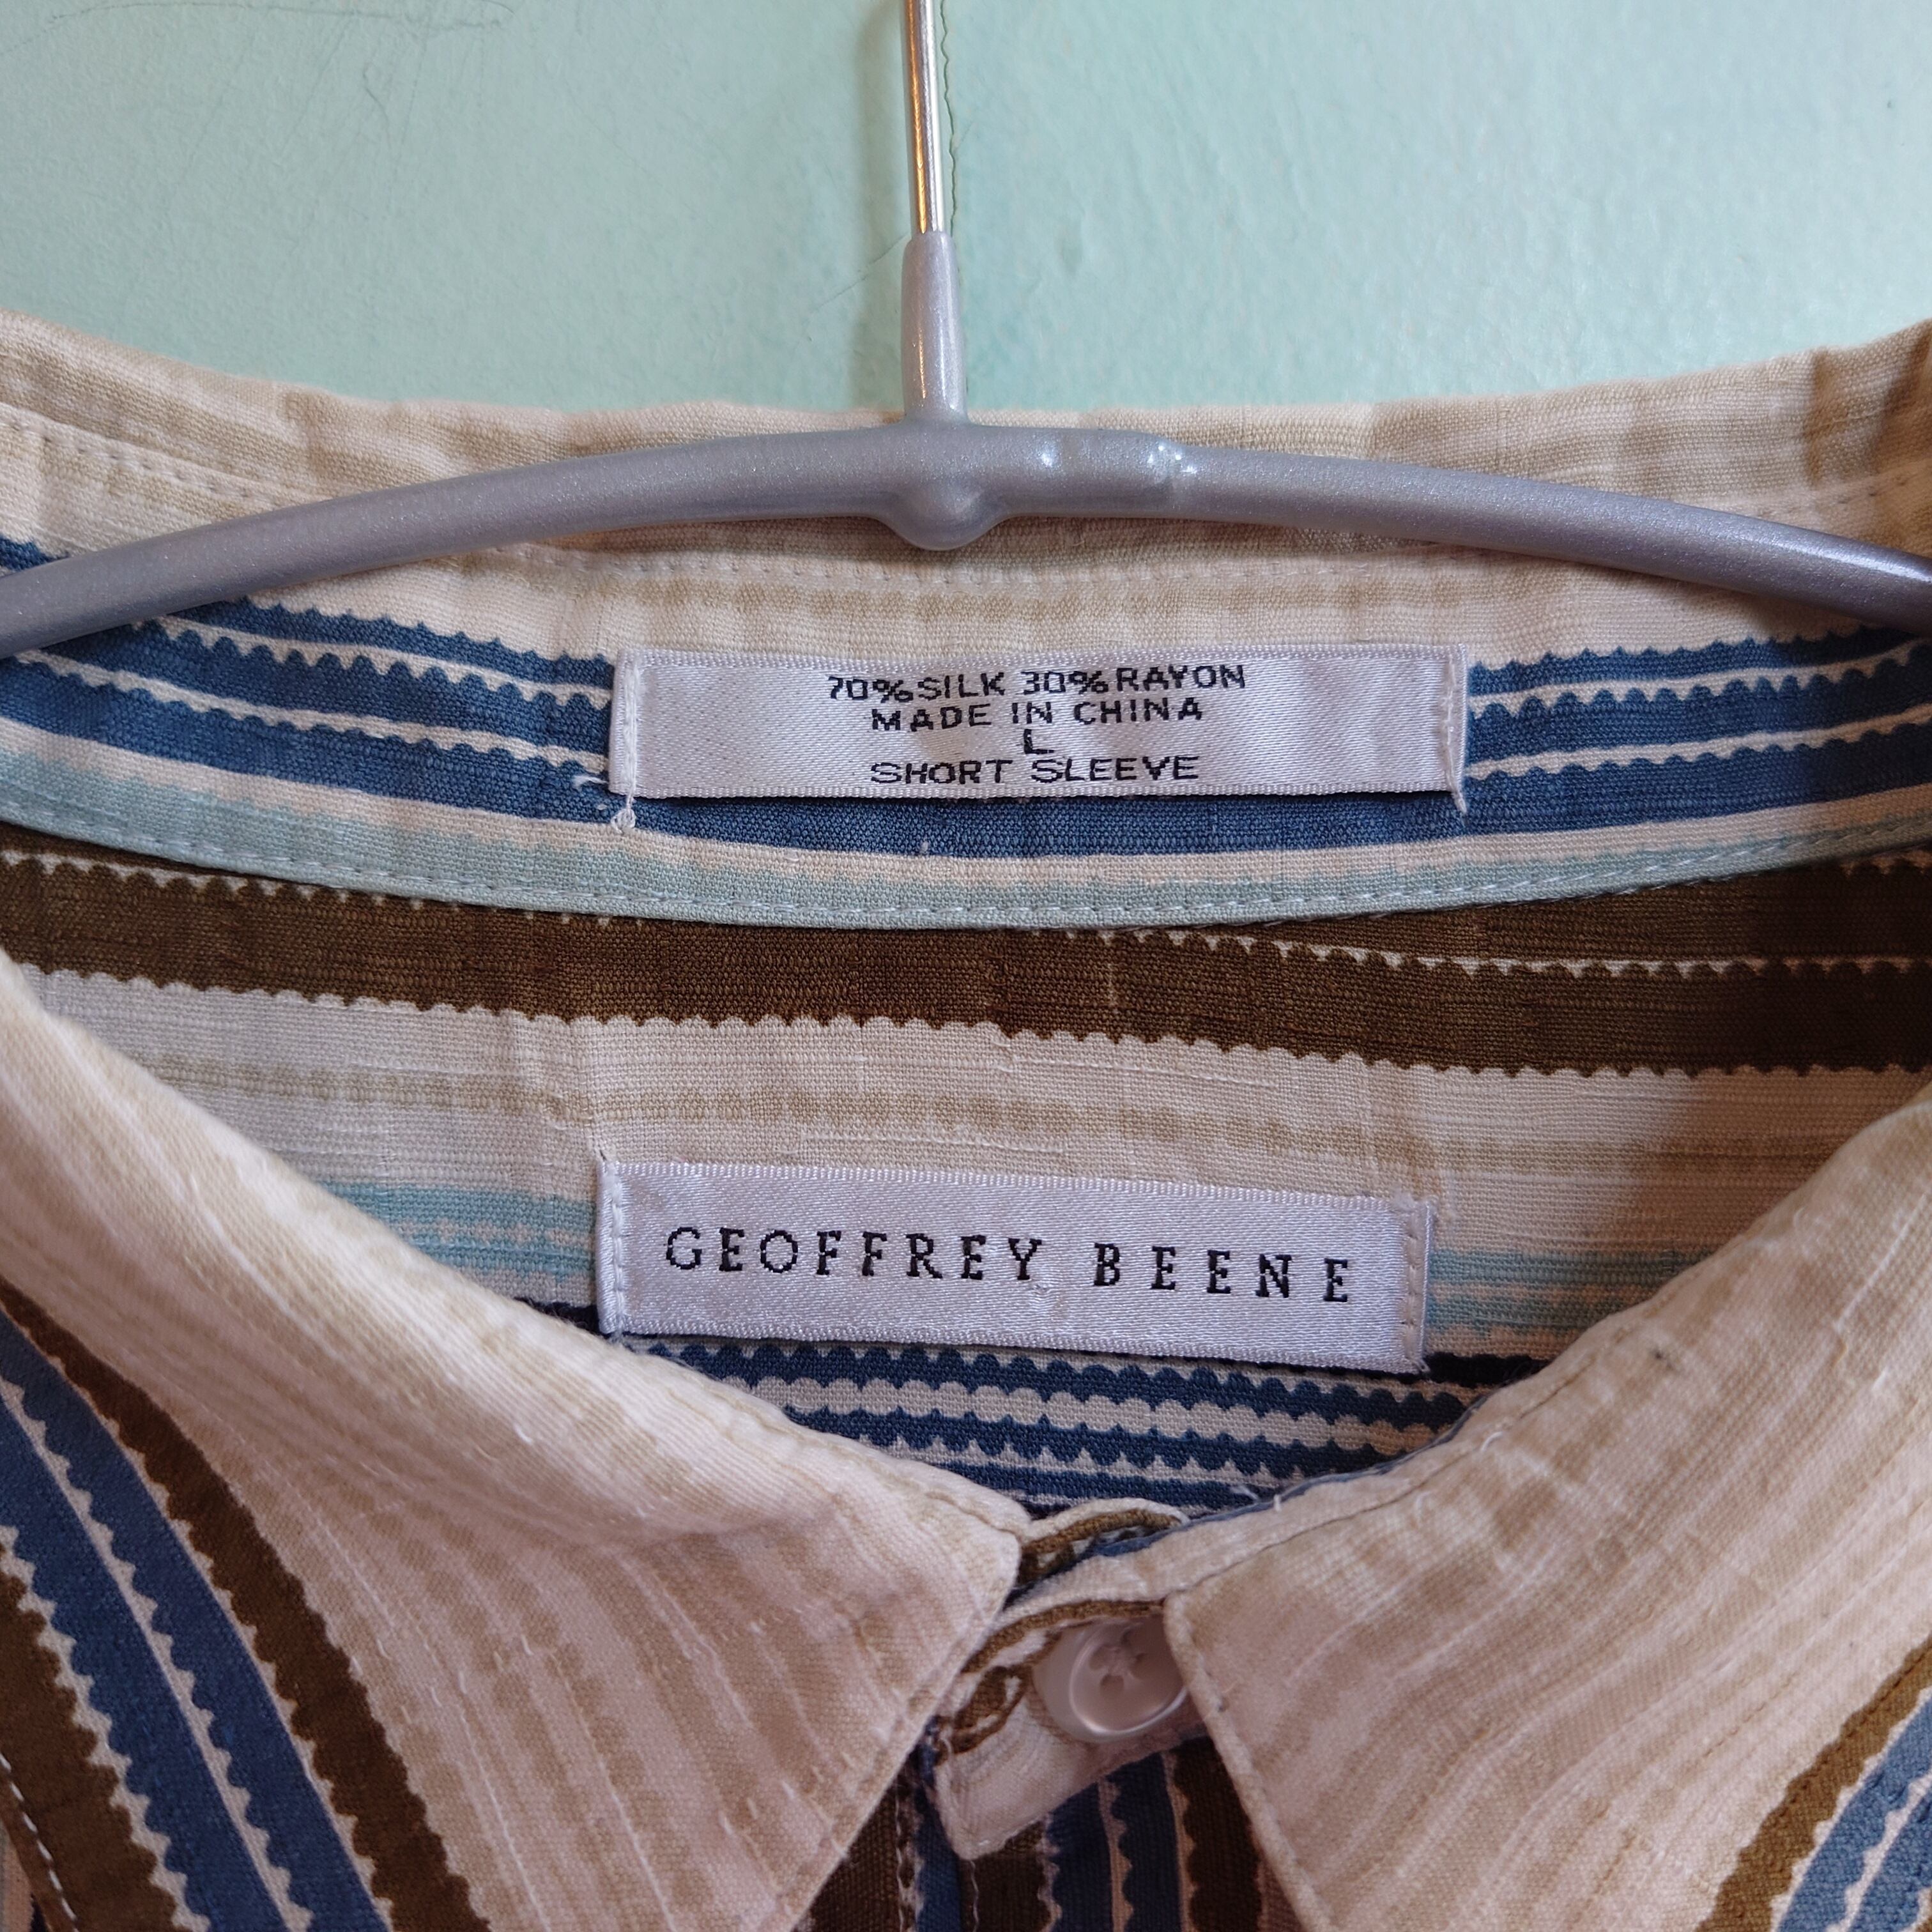 70% SILK 30% RAYON
MADE IN CHINA
L
SHORT SLEEVE
GEOFFREY BEENE